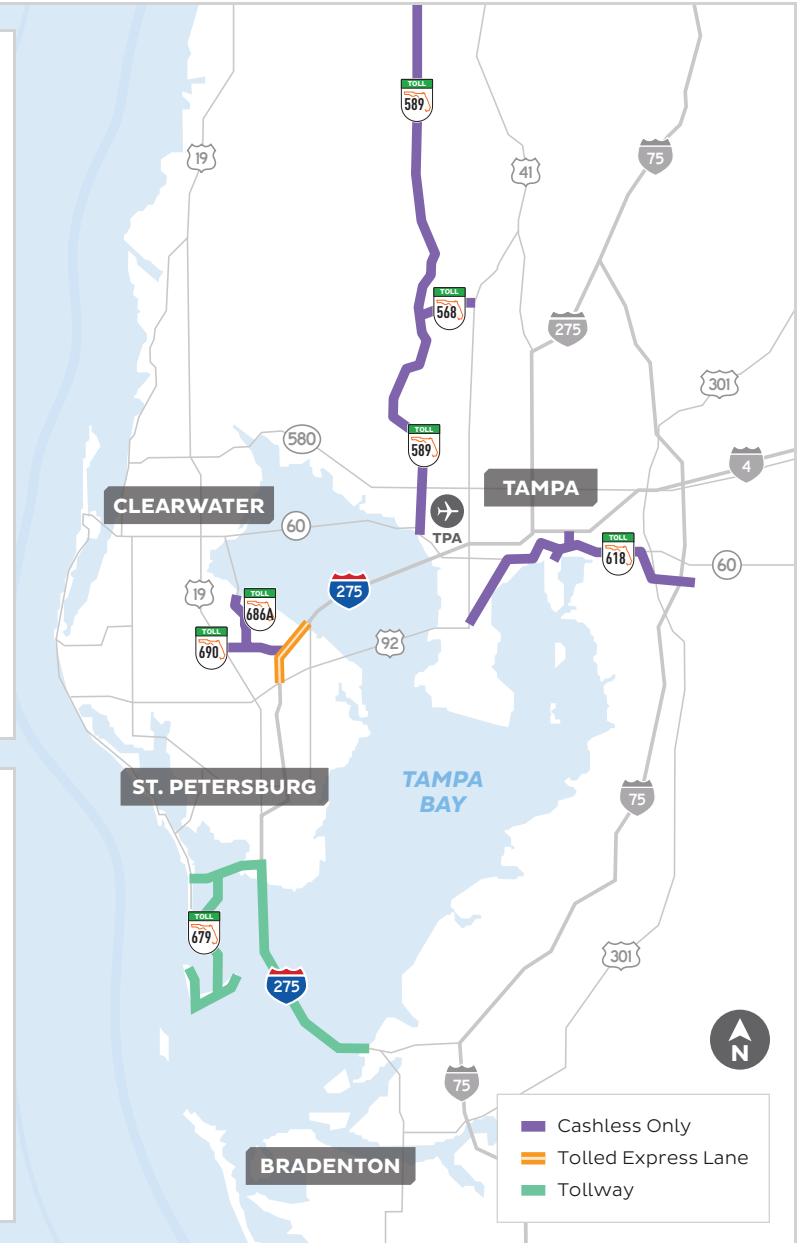 TOLL
589
19
41
75
TOLL
568
275
301
580
TOLL
589
4
CLEARWATER
TAMPA
TPA
60
TOLL
618
60
19
TOLL
686A
275
TOLL
690
92
ST. PETERSBURG
TAMPA
BAY
75
TOLL
679
301
275
N
75
BRADENTON
Cashless Only
Tolled Express Lane
Tollway